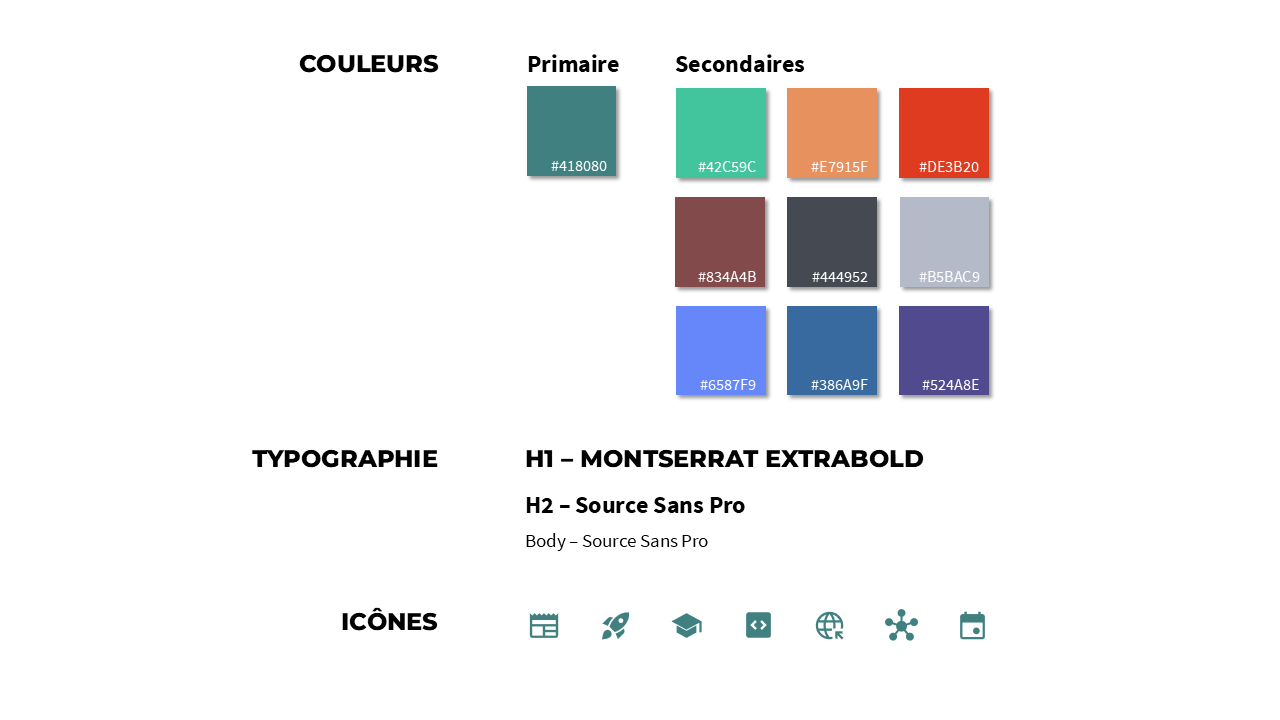 COULEURS
Primaire
Secondaires
#418080
#42C59C
#E7915F
#DE3B20
#834A4B
#444952
#B5BAC9
#6587F9
#386A9F
#524A8E
TYPOGRAPHIE
H1 – MONTSERRAT EXTRABOLD
H2 – Source Sans Pro
Body – Source Sans Pro
ICÔNES